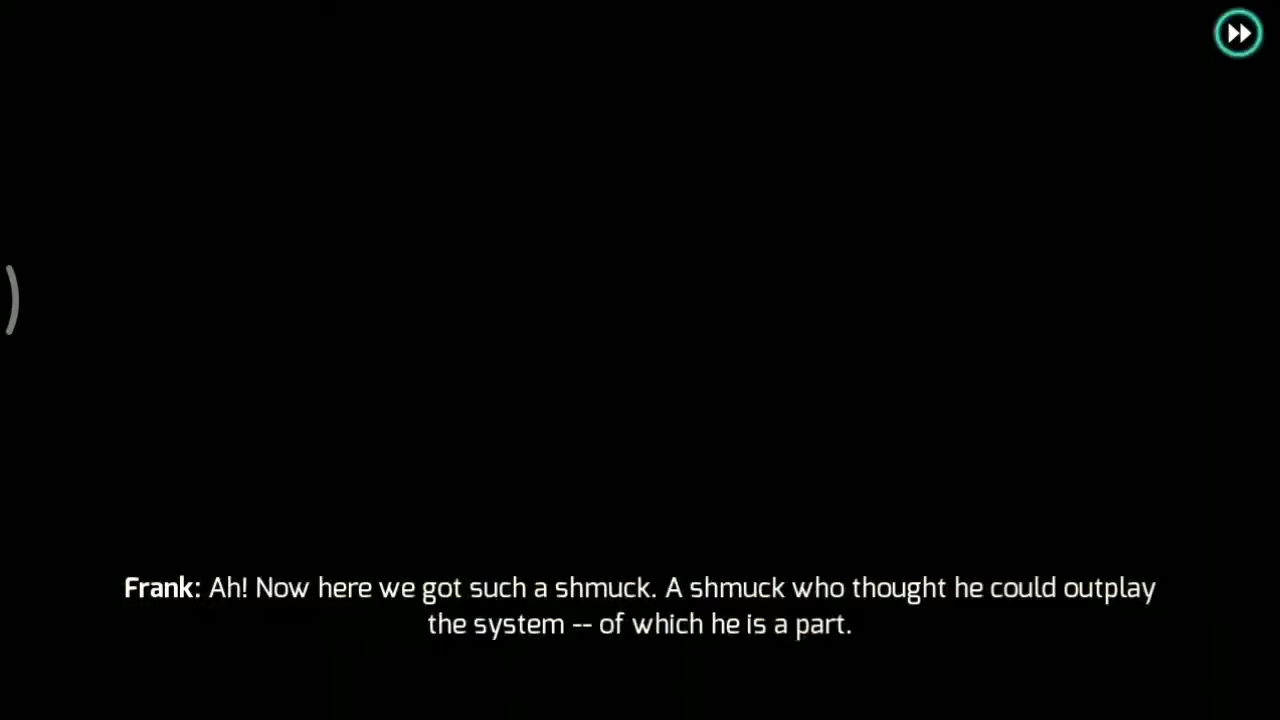 Frank: Ah! Now here we got such a shmuck. A shmuck who thought he could outplay
the system -- of which he is a part.